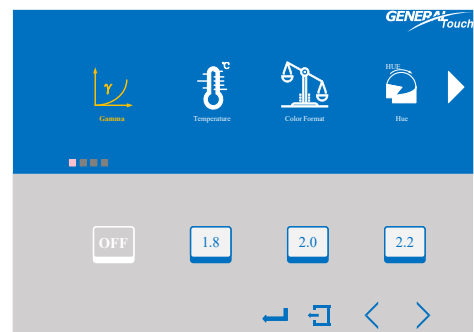 GENERAL
Touch
γ
°C
HUE
Gamma
Temperature
Color Format
Hue
OFF
1.8
2.0
2.2